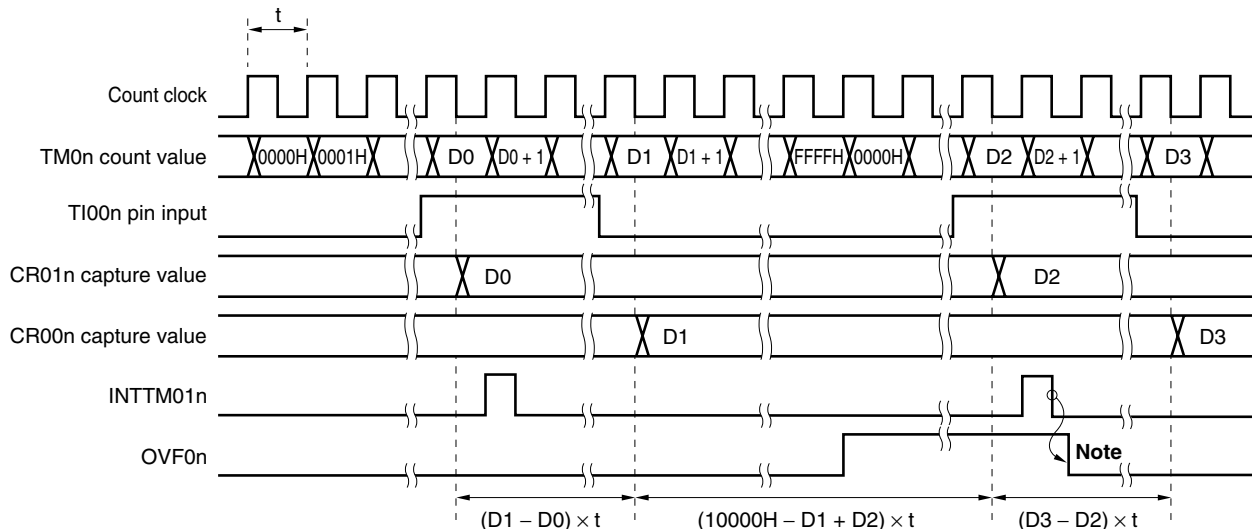 t
Count clock
TM0n count value 0000H 0001H D0 D0 + 1 D1 D1 + 1 FFFFH 0000H D2 D2 + 1 D3
TI00n pin input
CR01n capture value D0 D2
CR00n capture value D1 D3
INTTM01n
OVF0n Note
(D1 – D0) × t (10000H – D1 + D2) × t (D3 – D2) × t